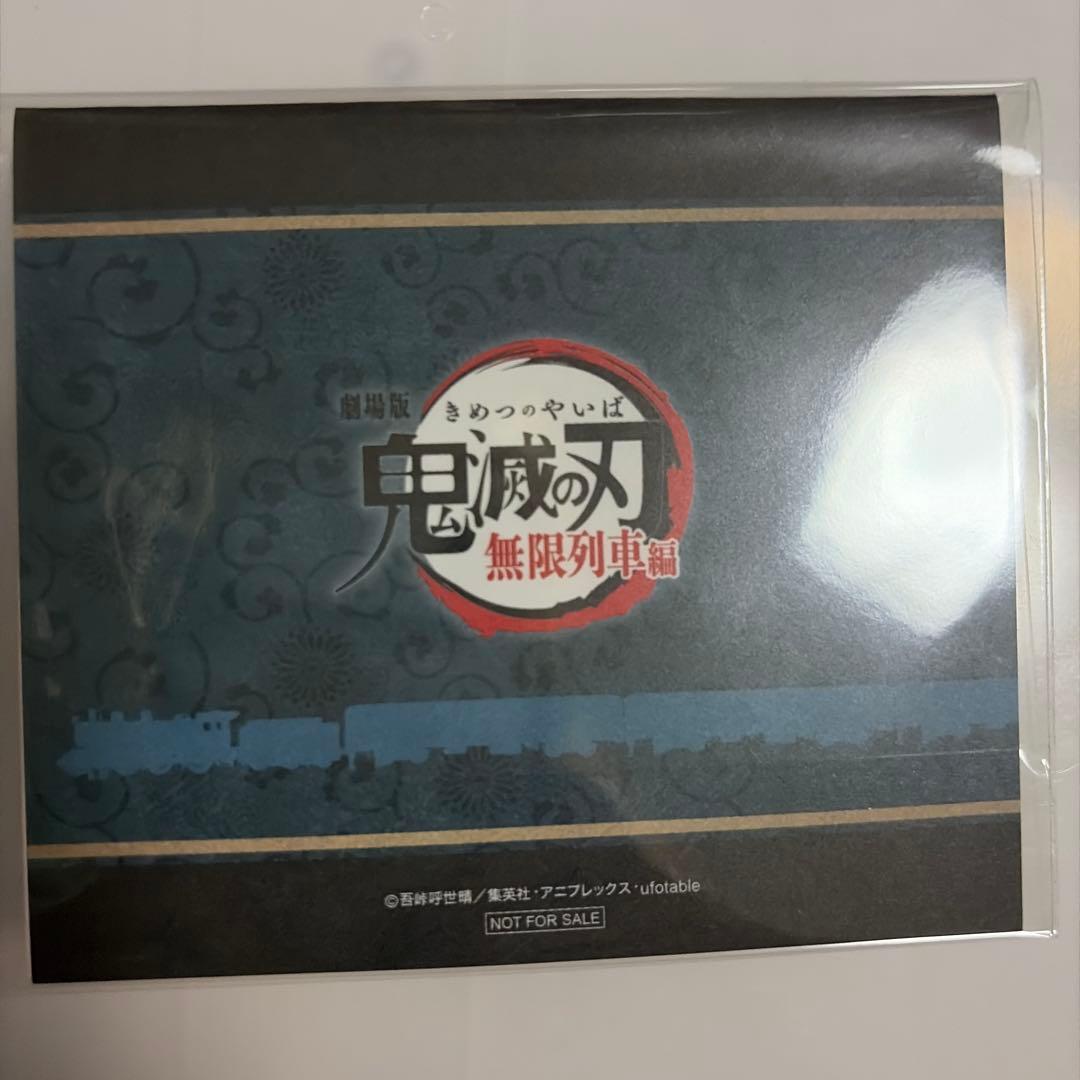 劇場版
きめつのやいば
鬼滅の刃
無限列車編
©吾峠呼世晴／集英社・アニプレックス・ufotable
NOT FOR SALE